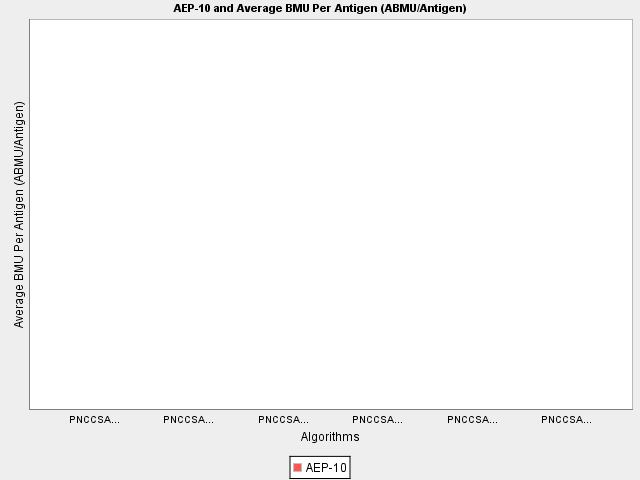 AEP-10 and Average BMU Per Antigen (ABMU/Antigen)
Average BMU Per Antigen (ABMU/Antigen)
PNCCSA... PNCCSA... PNCCSA... PNCCSA... PNCCSA... PNCCSA...
Algorithms
AEP-10